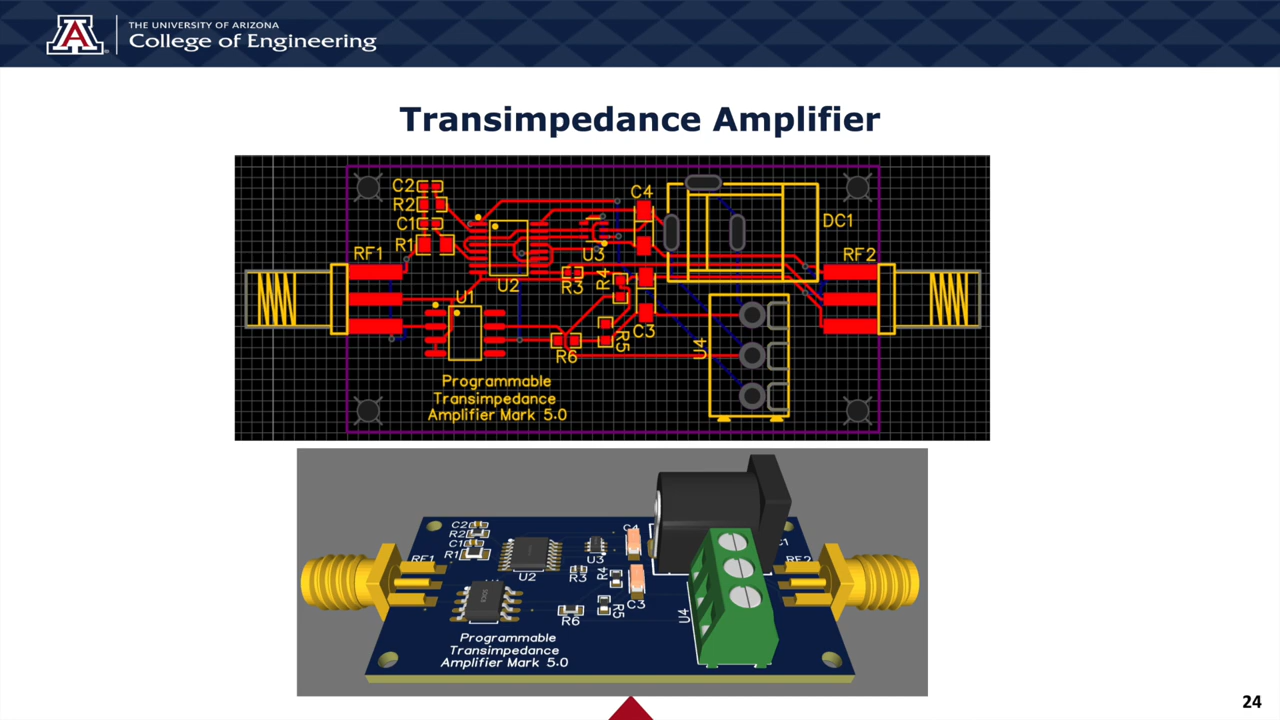 THE UNIVERSITY OF ARIZONA
College of Engineering
Transimpedance Amplifier
C2
R2
C1
R1
RF1
U1
U2
U3
C4
R3
R4
C3
R5
R6
DC1
RF2
U4
Programmable
Transimpedance
Amplifier Mark 5.0
C2
R2
C1
R1
RF1
U2
U3
R3
R4
C3
R5
R6
U4
RF2
Programmable
Transimpedance
Amplifier Mark 5.0
24